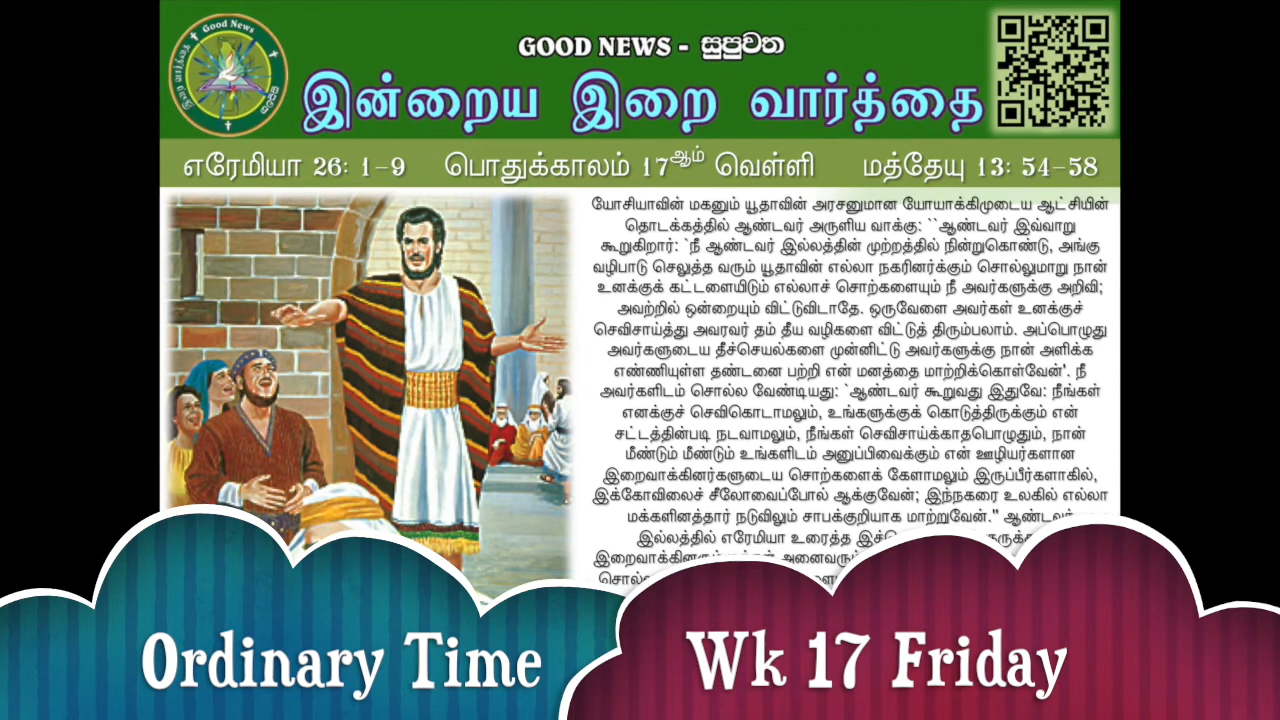 Good News
GOOD NEWS - සුපුවත
இன்றைய இறை வார்த்தை
எரேமியா 26: 1-9 பொதுக்காலம் 17ஆம் வெள்ளி மத்தேயு 13: 54-58
யோசியாவின் மகனும் யூதாவின் அரசனுமான யோயாக்கிமுடைய ஆட்சியின்
தொடக்கத்தில் ஆண்டவர் அருளிய வாக்கு: ``ஆண்டவர் இவ்வாறு
கூறுகிறார்: `நீ ஆண்டவர் இல்லத்தின் முற்றத்தில் நின்றுகொண்டு, அங்கு
வழிபாடு செலுத்த வரும் யூதாவின் எல்லா நகரினர்க்கும் சொல்லுமாறு நான்
உனக்குக் கட்டளையிடும் எல்லாச் சொற்களையும் நீ அவர்களுக்கு அறிவி;
அவற்றில் ஒன்றையும் விட்டுவிடாதே. ஒருவேளை அவர்கள் உனக்குச்
செவிசாய்த்து அவரவர் தம் தீய வழிகளை விட்டுத் திரும்பலாம். அப்பொழுது
அவர்களுடைய தீச்செயல்களை முன்னிட்டு அவர்களுக்கு நான் அளிக்க
எண்ணியுள்ள தண்டனை பற்றி என் மனத்தை மாற்றிக்கொள்வேன்'. நீ
அவர்களிடம் சொல்ல வேண்டியது: `ஆண்டவர் கூறுவது இதுவே: நீங்கள்
எனக்குச் செவிகொடாமலும், உங்களுக்குக் கொடுத்திருக்கும் என்
சட்டத்தின்படி நடவாமலும், நீங்கள் செவிசாய்க்காதபொழுதும், நான்
மீண்டும் மீண்டும் உங்களிடம் அனுப்பிவைக்கும் என் ஊழியர்களான
இறைவாக்கினர்களுடைய சொற்களைக் கேளாமலும் இருப்பீர்களாகில்,
இக்கோவிலைச் சீலோவைப்போல் ஆக்குவேன்; இந்நகரை உலகில் எல்லா
மக்களினத்தார் நடுவிலும் சாபக்குறியாக மாற்றுவேன்." ஆண்டவர்
இல்லத்தில் எரேமியா உரைத்த
அனைவரும்
Ordinary Time
Wk 17 Friday